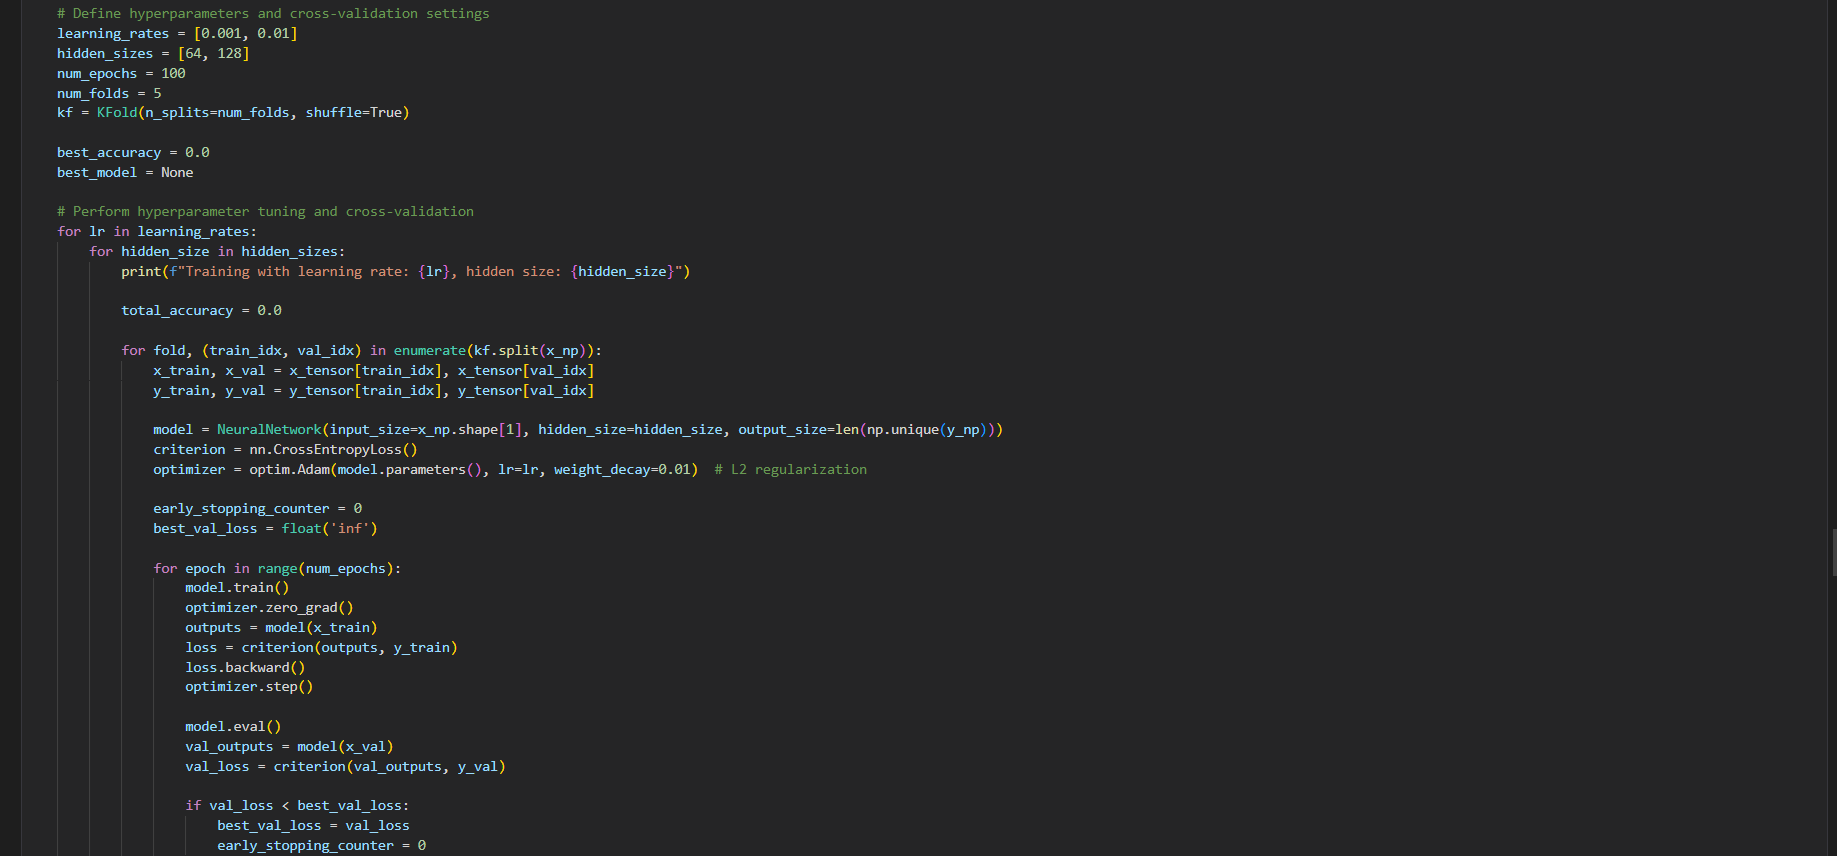 # Define hyperparameters and cross-validation settings
learning_rates = [0.001, 0.01]
hidden_sizes = [64, 128]
num_epochs = 100
num_folds = 5
kf = KFold(n_splits=num_folds, shuffle=True)
best_accuracy = 0.0
best_model = None
# Perform hyperparameter tuning and cross-validation
for lr in learning_rates:
for hidden_size in hidden_sizes:
print(f"Training with learning rate: {lr}, hidden size: {hidden_size}")
total_accuracy = 0.0
for fold, (train_idx, val_idx) in enumerate(kf.split(x_np)):
x_train, x_val = x_tensor[train_idx], x_tensor[val_idx]
y_train, y_val = y_tensor[train_idx], y_tensor[val_idx]
model = NeuralNetwork(input_size=x_np.shape[1], hidden_size=hidden_size, output_size=len(np.unique(y_np)))
criterion = nn.CrossEntropyLoss()
optimizer = optim.Adam(model.parameters(), lr=lr, weight_decay=0.01)  # L2 regularization
early_stopping_counter = 0
best_val_loss = float('inf')
for epoch in range(num_epochs):
model.train()
optimizer.zero_grad()
outputs = model(x_train)
loss = criterion(outputs, y_train)
loss.backward()
optimizer.step()
model.eval()
val_outputs = model(x_val)
val_loss = criterion(val_outputs, y_val)
if val_loss < best_val_loss:
best_val_loss = val_loss
early_stopping_counter = 0